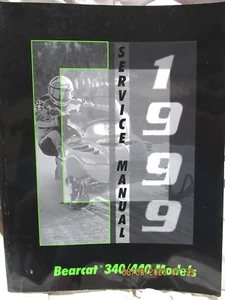 SERVICE MANUAL
1999
Bearcat 340/440 Models